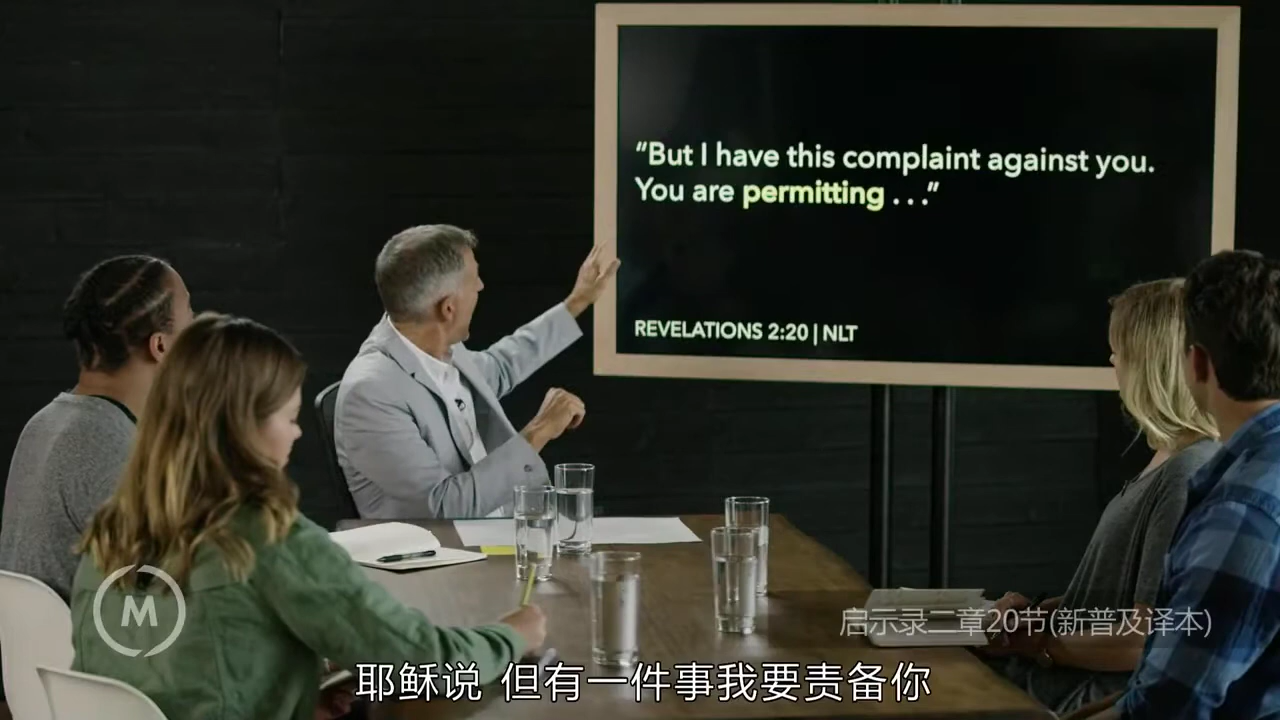 “But I have this complaint against you.
You are permitting . . .”
REVELATIONS 2:20 | NLT
M
启示录二章20节(新普及译本)
耶稣说 但有一件事我要责备你